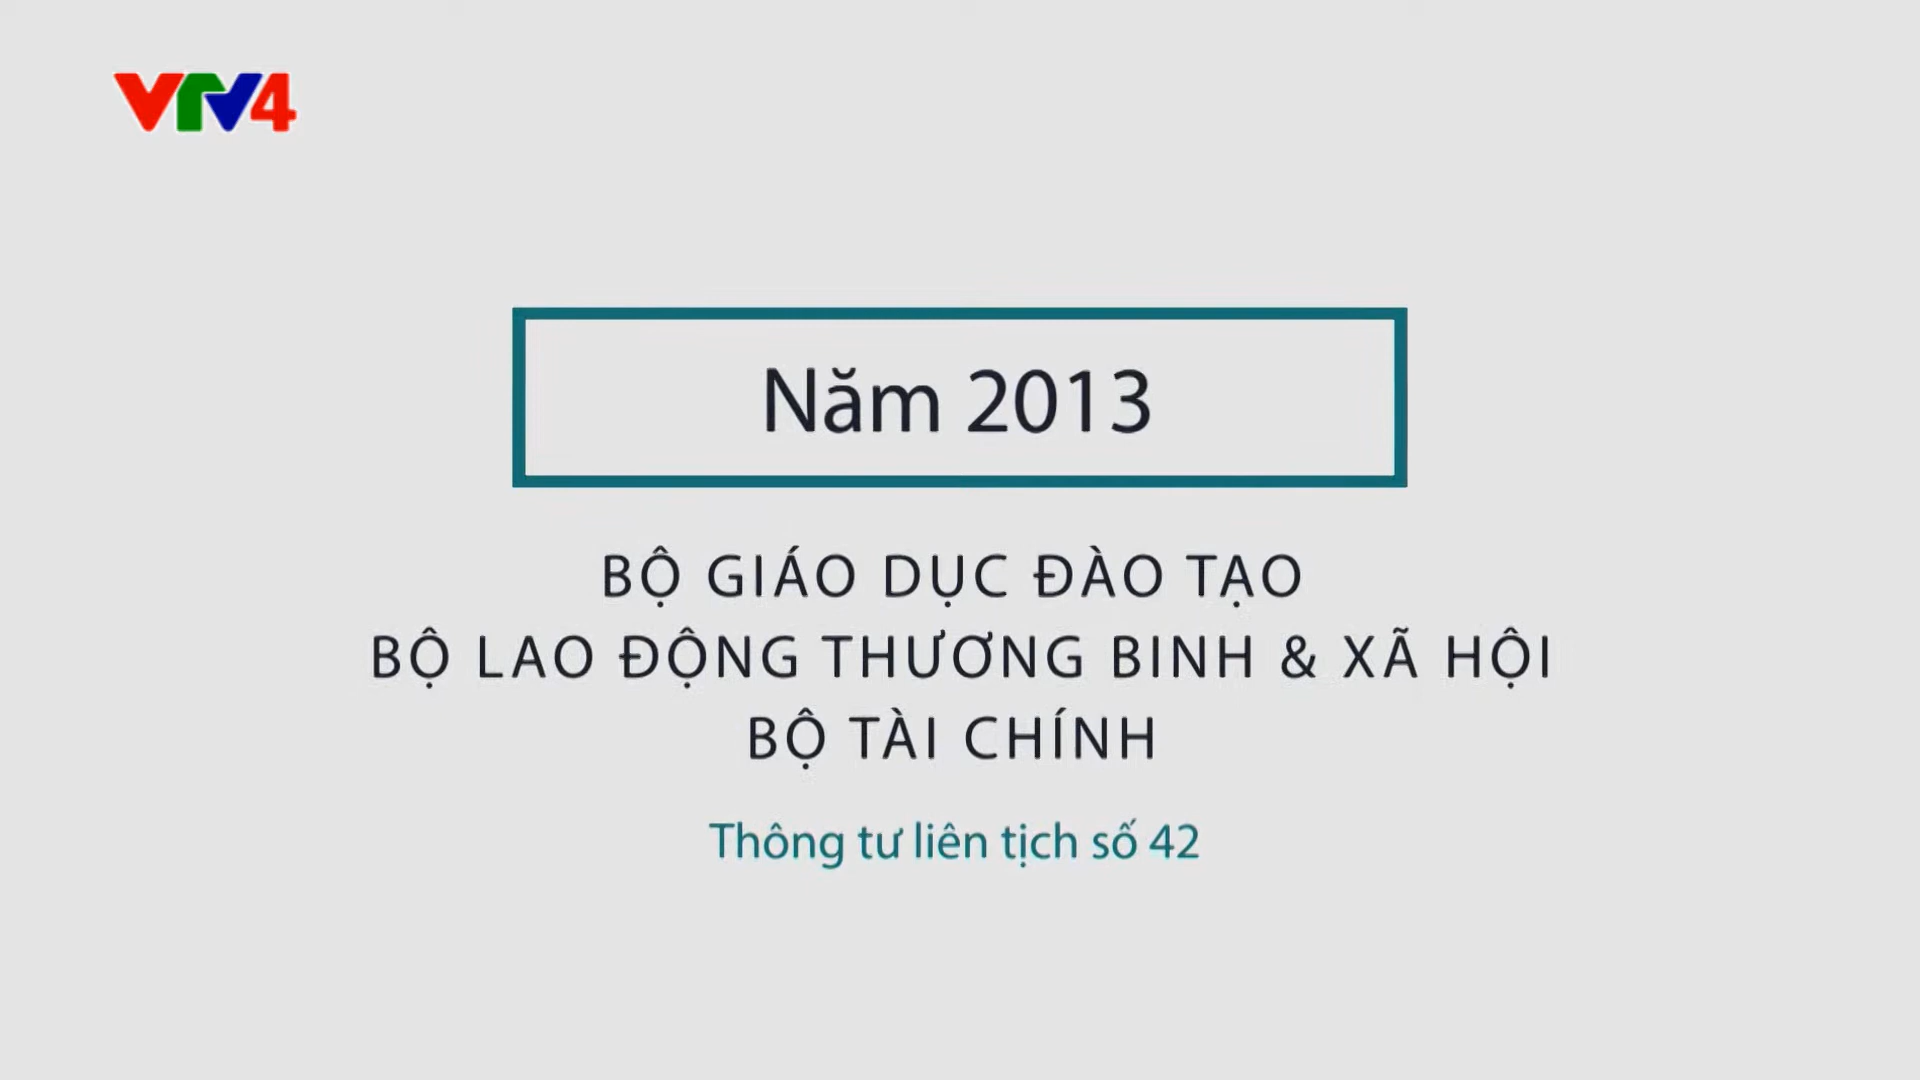 VTV4
Năm 2013
BỘ GIÁO DỤC ĐÀO TẠO
BỘ LAO ĐỘNG THƯƠNG BINH & XÃ HỘI
BỘ TÀI CHÍNH
Thông tư liên tịch số 42